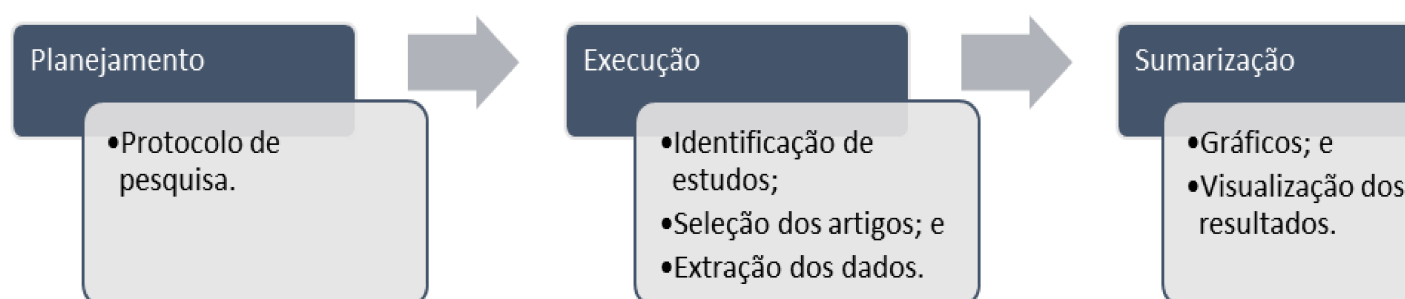 Planejamento
•Protocolo de
pesquisa.
Execução
•Identificação de
estudos;
•Seleção dos artigos; e
•Extração dos dados.
Sumarização
•Gráficos; e
•Visualização dos
resultados.